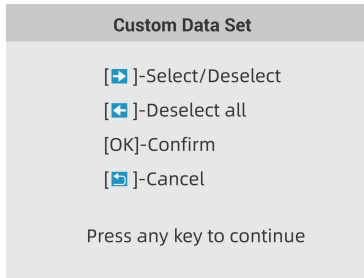 Custom Data Set
[➡]-Select/Deselect
[⬅]-Deselect all
[OK]-Confirm
[⮌]-Cancel
Press any key to continue